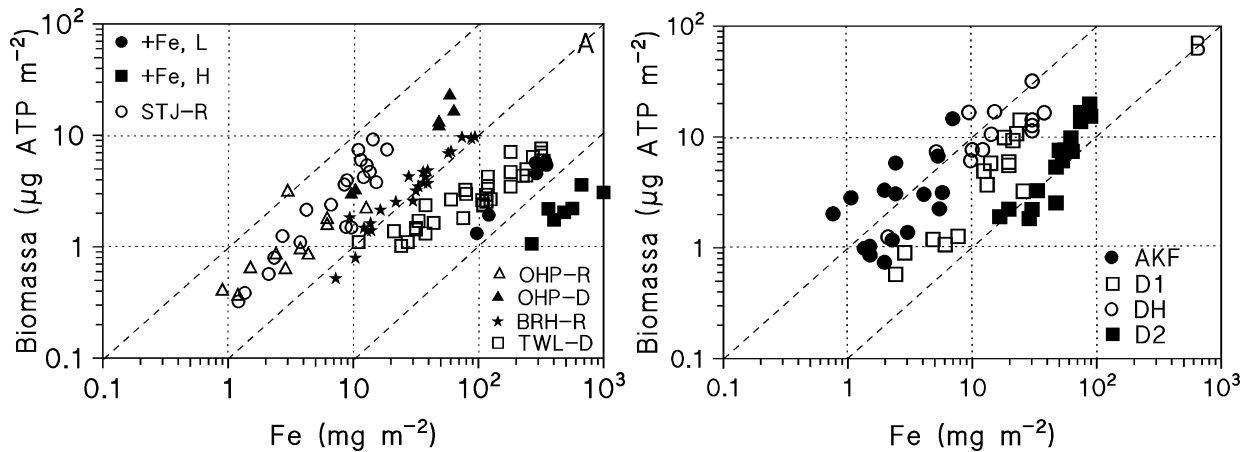 10²
10
1
0.1
Biomassa (µg ATP m⁻²)
A
+Fe, L
+Fe, H
STJ–R
OHP–R
OHP–D
BRH–R
TWL–D
0.1 1 10 10² 10³
Fe (mg m⁻²)
10²
10
1
0.1
Biomassa (µg ATP m⁻²)
B
AKF
D1
DH
D2
0.1 1 10 10² 10³
Fe (mg m⁻²)